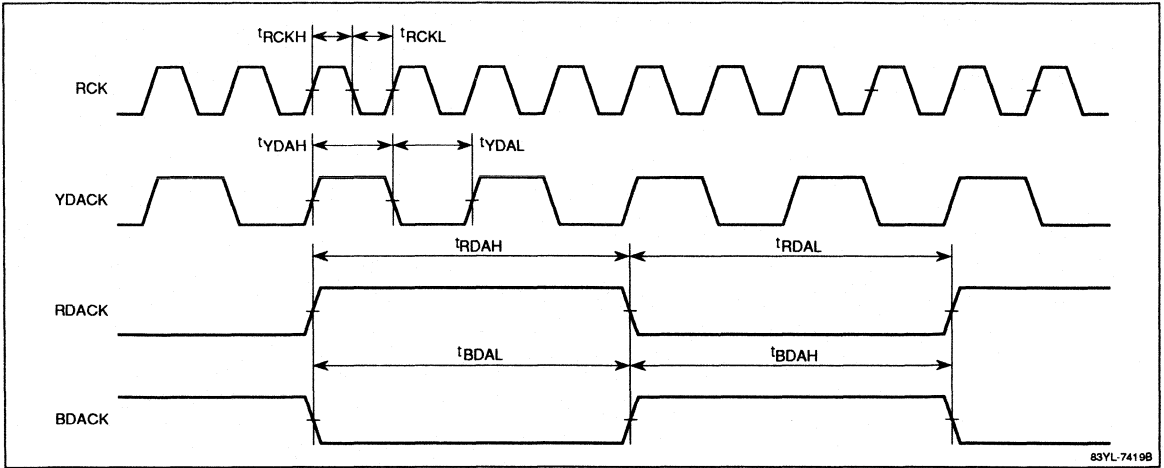 tRCKH tRCKL
RCK
tYDAH tYDAL
YDACK
tRDAH tRDAL
RDACK
tBDAL tBDAH
BDACK
83YL-7419B